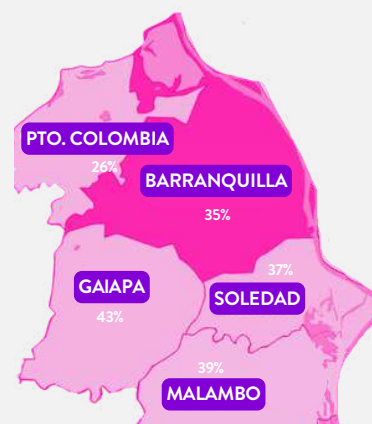 PTO. COLOMBIA
26%
BARRANQUILLA
35%
37%
SOLEDAD
GAIAPA
43%
39%
MALAMBO